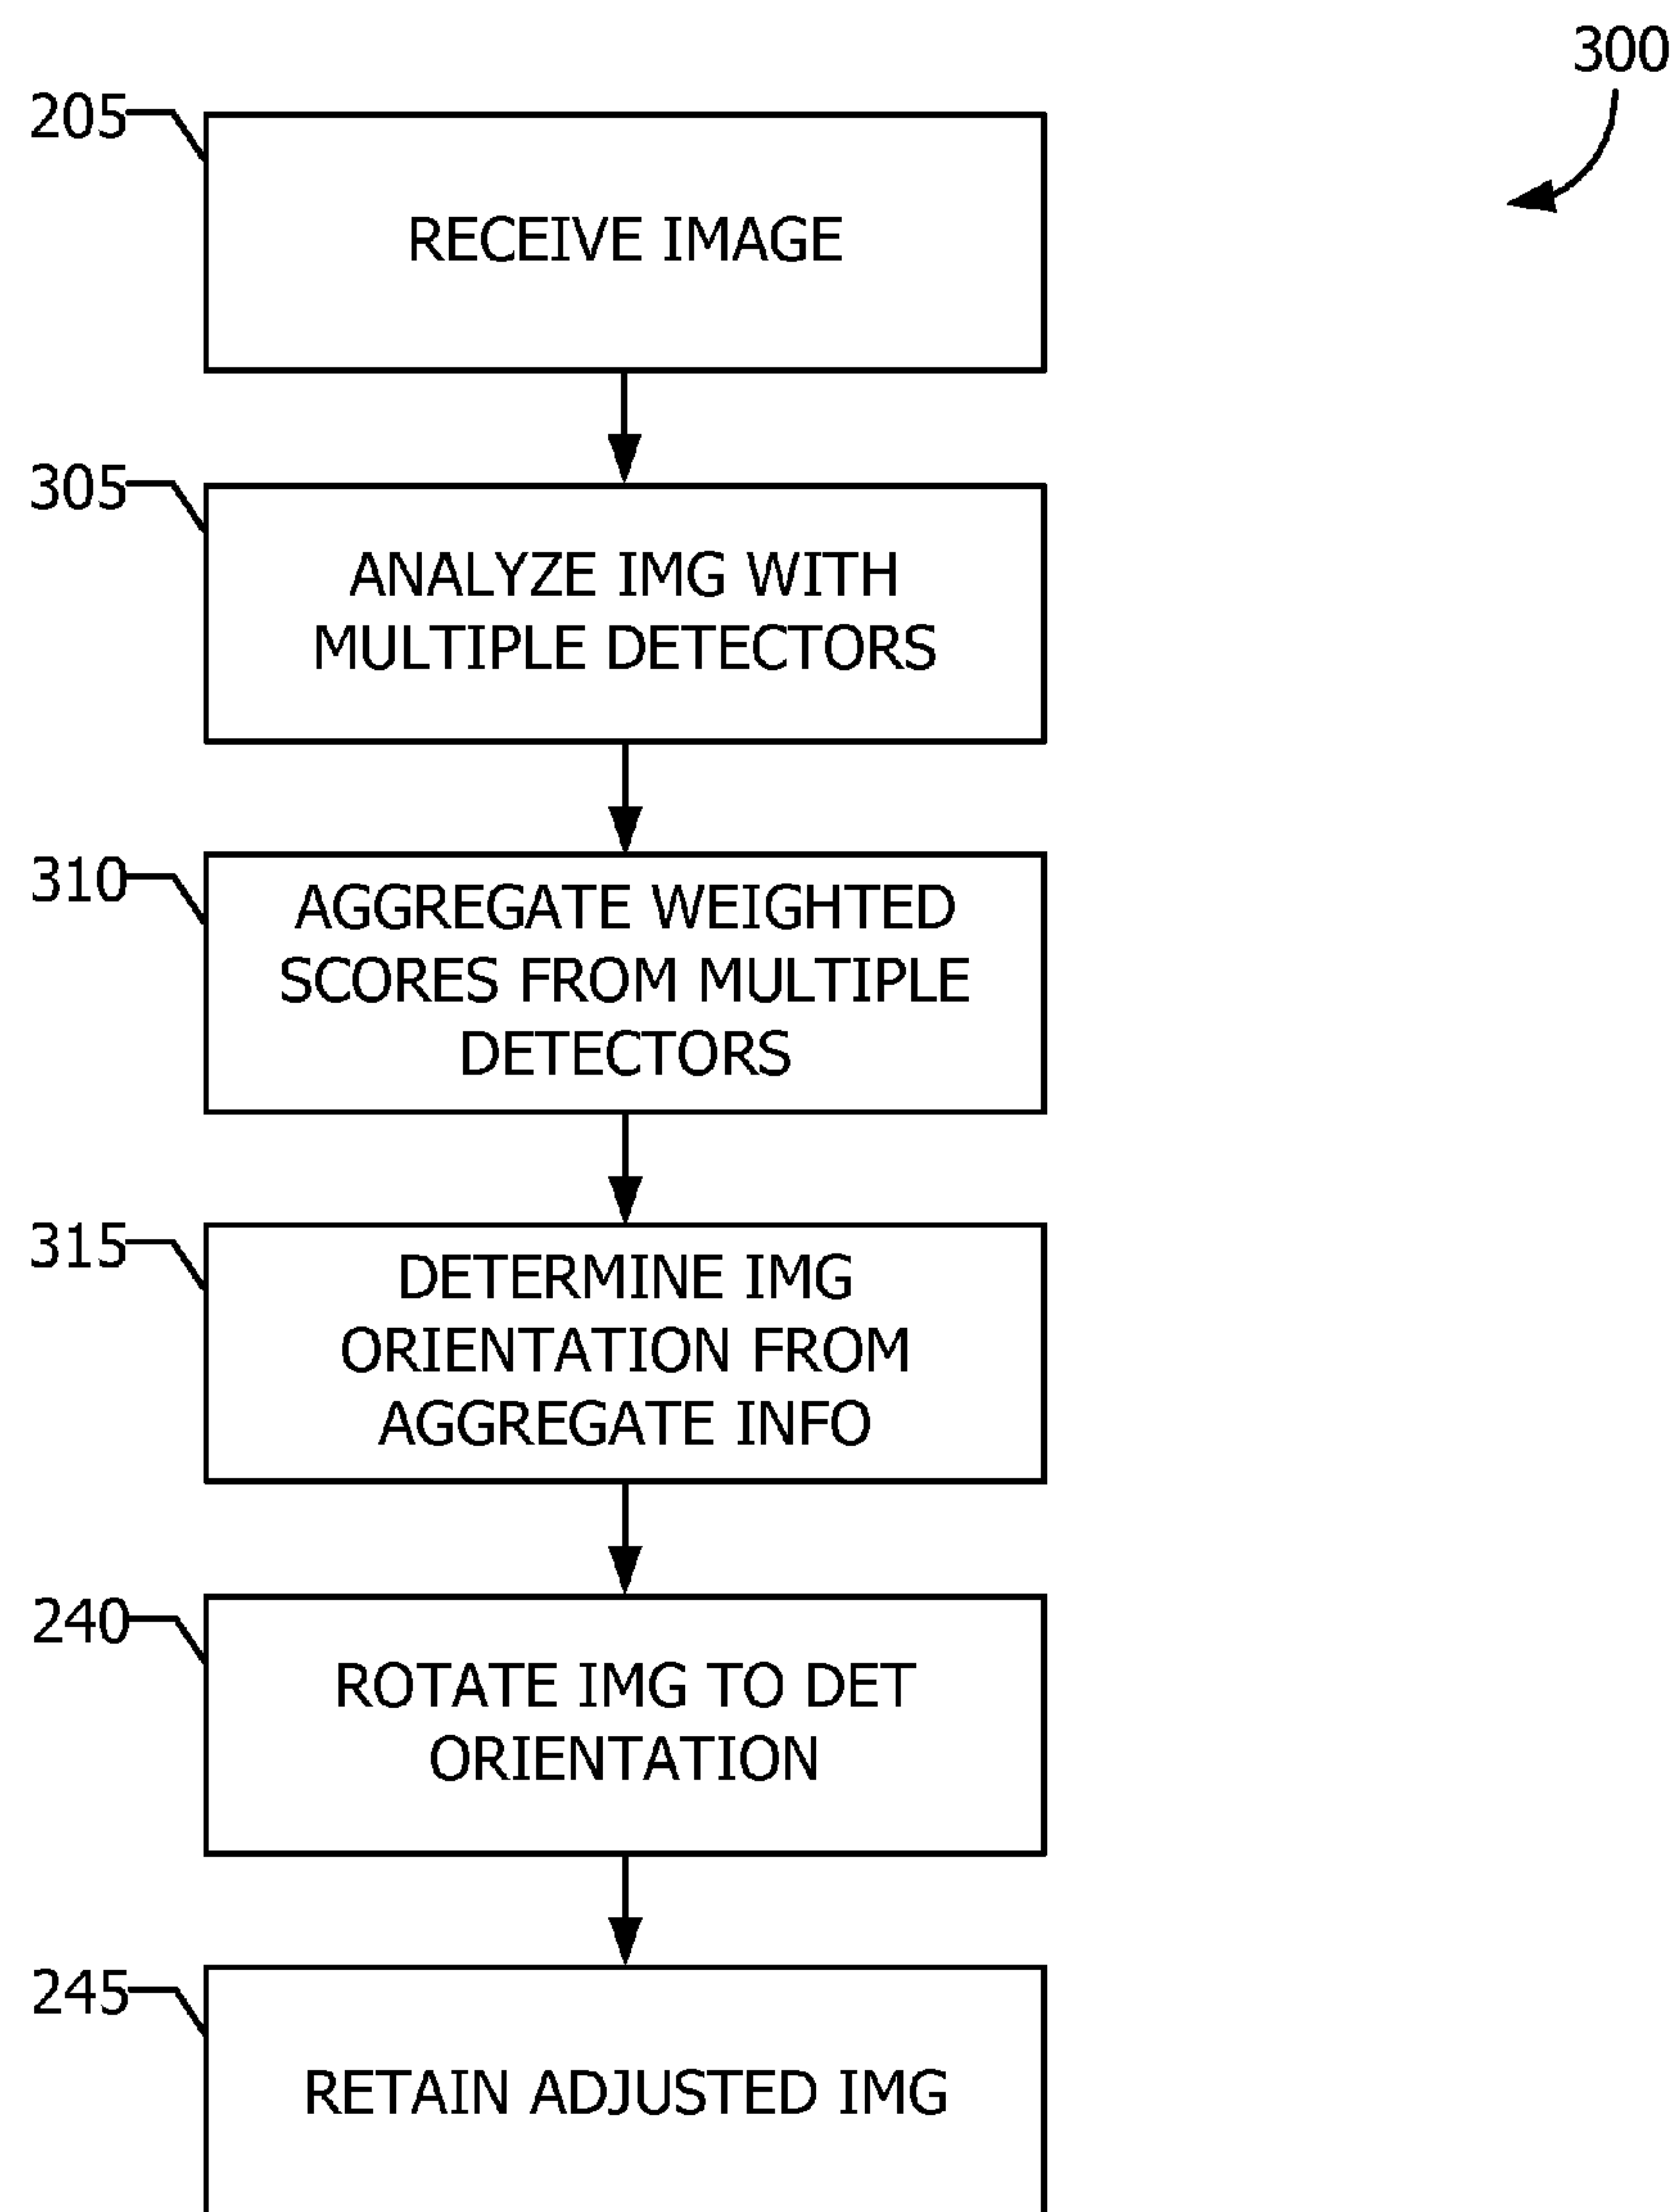 300
205
RECEIVE IMAGE
305
ANALYZE IMG WITH
MULTIPLE DETECTORS
310
AGGREGATE WEIGHTED
SCORES FROM MULTIPLE
DETECTORS
315
DETERMINE IMG
ORIENTATION FROM
AGGREGATE INFO
240
ROTATE IMG TO DET
ORIENTATION
245
RETAIN ADJUSTED IMG